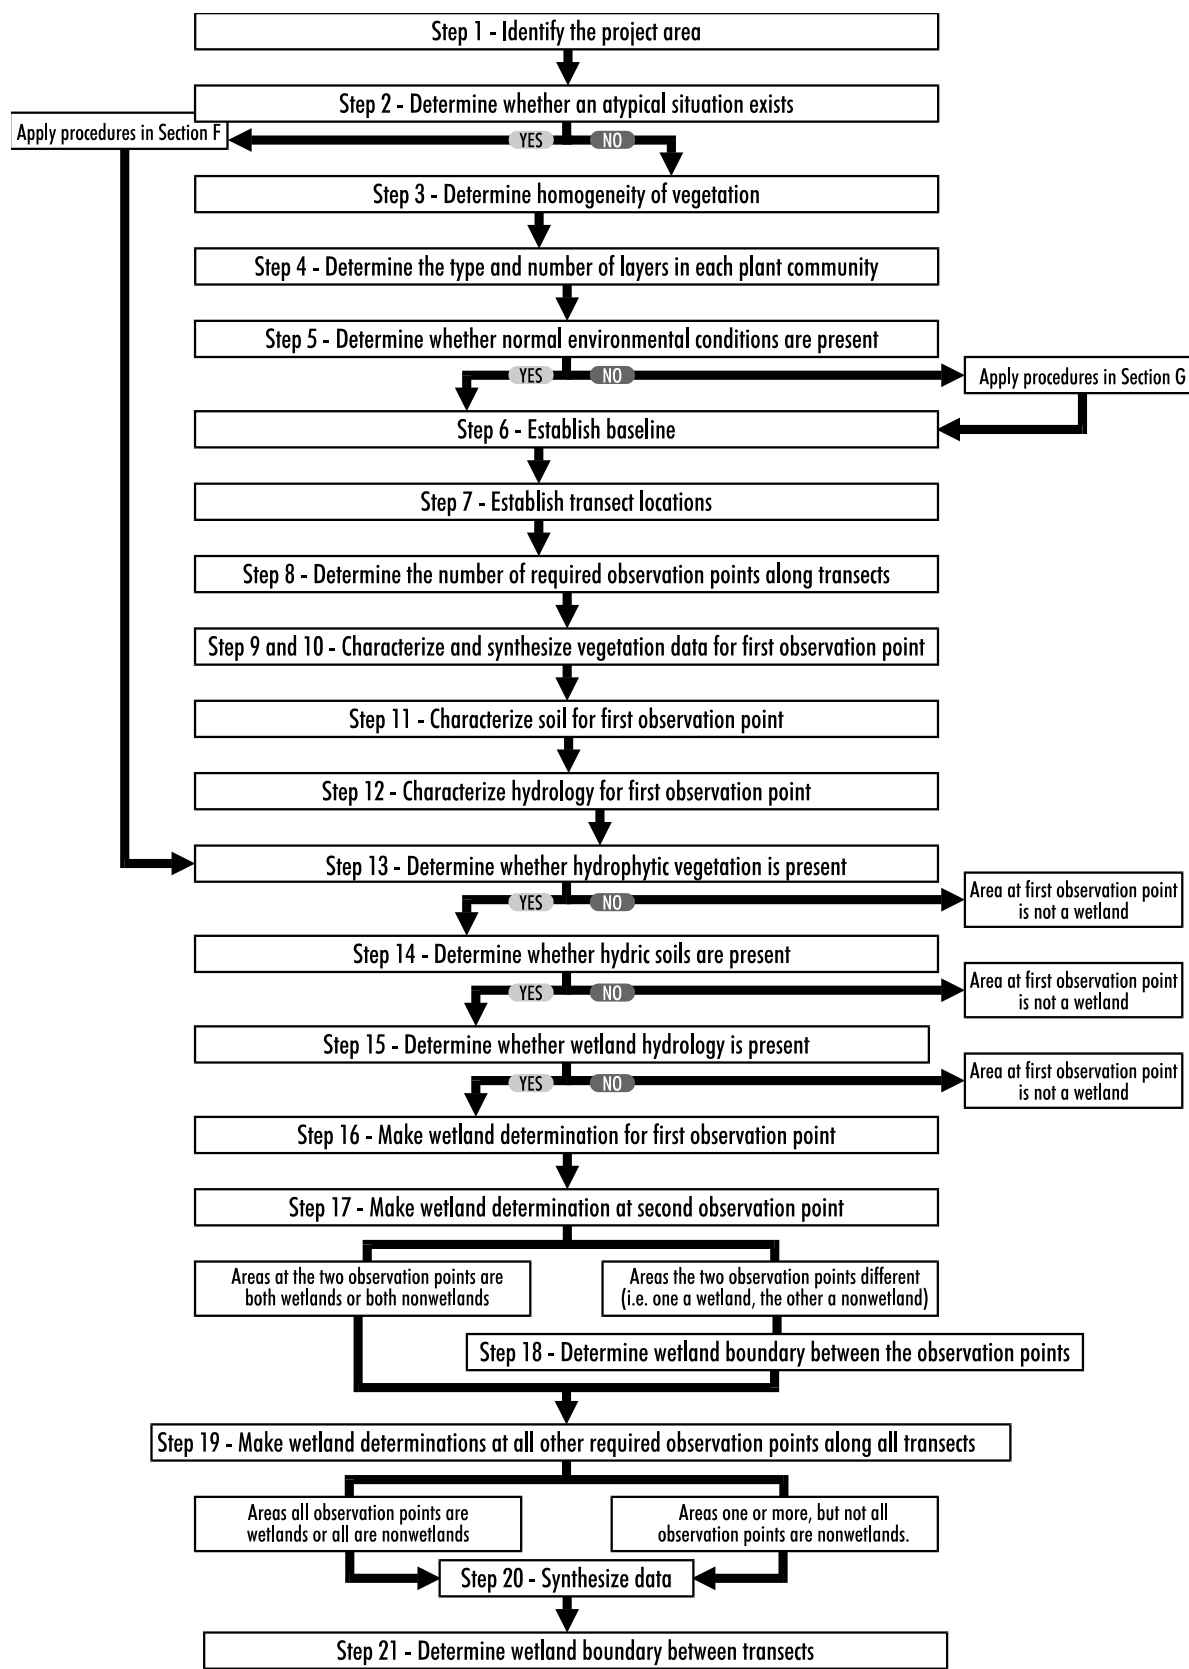 Step 1 - Identify the project area
Step 2 - Determine whether an atypical situation exists
Apply procedures in Section F
YES
NO
Step 3 - Determine homogeneity of vegetation
Step 4 - Determine the type and number of layers in each plant community
Step 5 - Determine whether normal environmental conditions are present
YES
NO
Apply procedures in Section G
Step 6 - Establish baseline
Step 7 - Establish transect locations
Step 8 - Determine the number of required observation points along transects
Step 9 and 10 - Characterize and synthesize vegetation data for first observation point
Step 11 - Characterize soil for first observation point
Step 12 - Characterize hydrology for first observation point
Step 13 - Determine whether hydrophytic vegetation is present
YES
NO
Area at first observation point
is not a wetland
Step 14 - Determine whether hydric soils are present
YES
NO
Area at first observation point
is not a wetland
Step 15 - Determine whether wetland hydrology is present
YES
NO
Area at first observation point
is not a wetland
Step 16 - Make wetland determination for first observation point
Step 17 - Make wetland determination at second observation point
Areas at the two observation points are
both wetlands or both nonwetlands
Areas the two observation points different
(i.e. one a wetland, the other a nonwetland)
Step 18 - Determine wetland boundary between the observation points
Step 19 - Make wetland determinations at all other required observation points along all transects
Areas all observation points are
wetlands or all are nonwetlands
Areas one or more, but not all
observation points are nonwetlands.
Step 20 - Synthesize data
Step 21 - Determine wetland boundary between transects